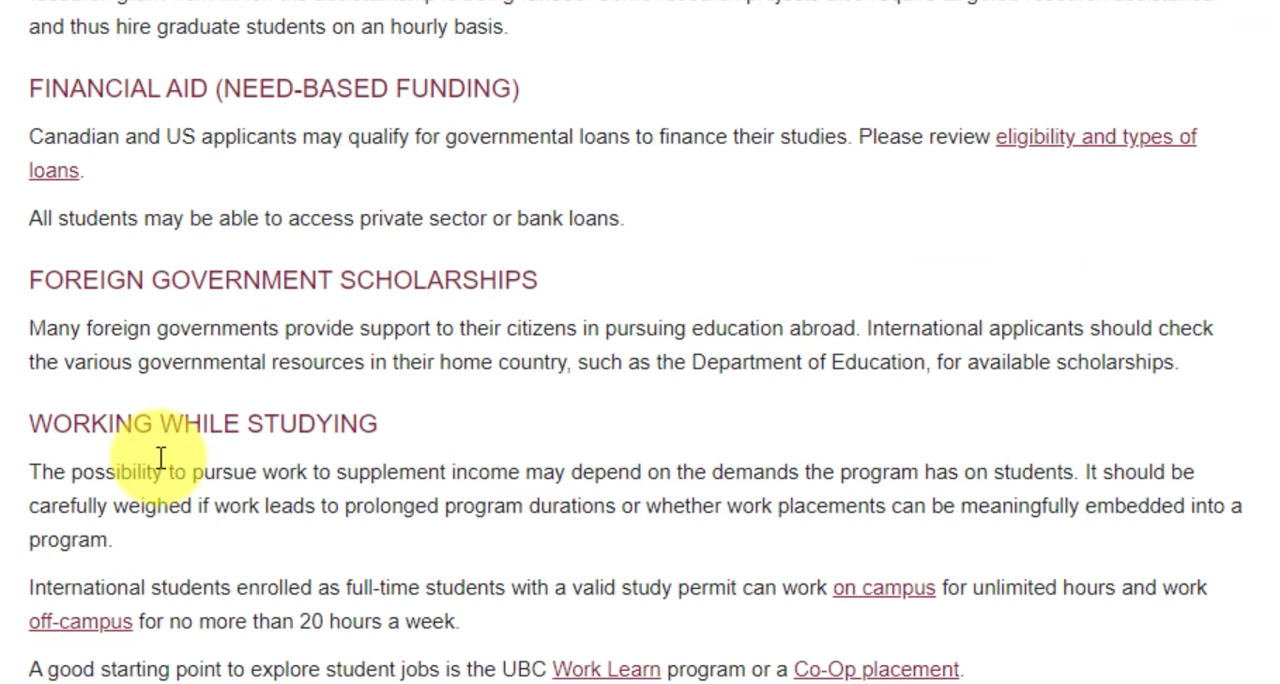 and thus hire graduate students on an hourly basis.
FINANCIAL AID (NEED-BASED FUNDING)
Canadian and US applicants may qualify for governmental loans to finance their studies. Please review eligibility and types of
loans.
All students may be able to access private sector or bank loans.
FOREIGN GOVERNMENT SCHOLARSHIPS
Many foreign governments provide support to their citizens in pursuing education abroad. International applicants should check
the various governmental resources in their home country, such as the Department of Education, for available scholarships.
WORKING WHILE STUDYING
The possibility to pursue work to supplement income may depend on the demands the program has on students. It should be
carefully weighed if work leads to prolonged program durations or whether work placements can be meaningfully embedded into a
program.
International students enrolled as full-time students with a valid study permit can work on campus for unlimited hours and work
off-campus for no more than 20 hours a week.
A good starting point to explore student jobs is the UBC Work Learn program or a Co-Op placement.